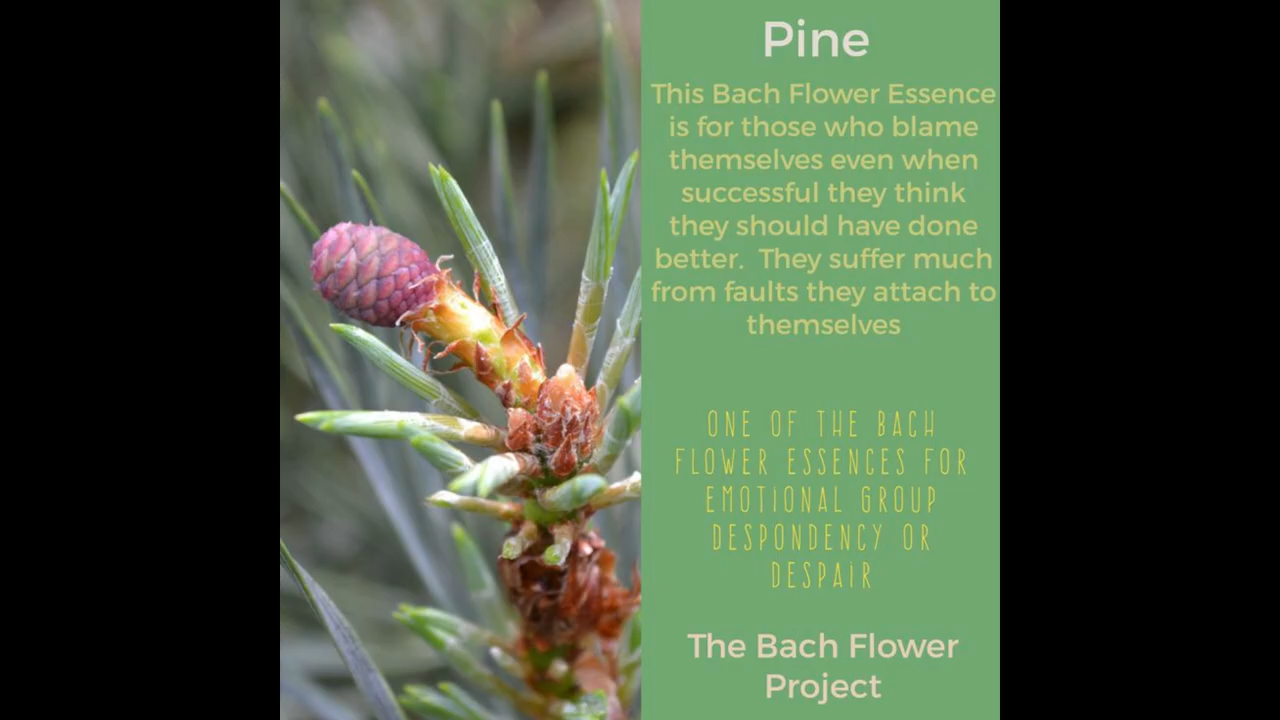 Pine
This Bach Flower Essence
is for those who blame
themselves even when
successful they think
they should have done
better.  They suffer much
from faults they attach to
themselves
ONE OF THE BACH
FLOWER ESSENCES FOR
EMOTIONAL GROUP
DESPONDENCY OR
DESPAIR
The Bach Flower
Project